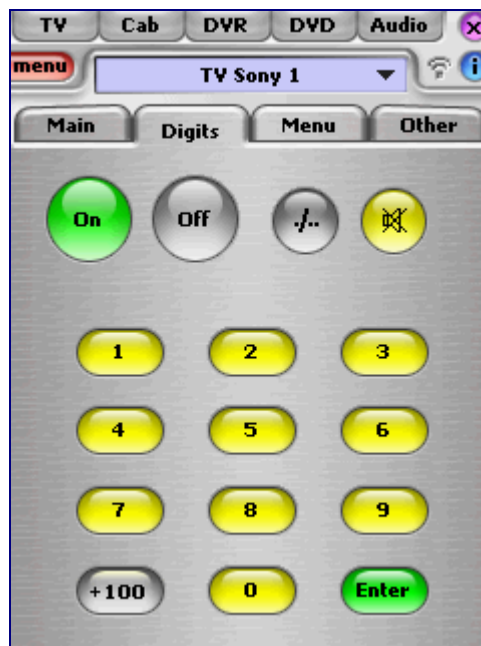 TV Cab DVR DVD Audio x
menu TV Sony 1 i
Main Digits Menu Other
On Off ./..
1 2 3
4 5 6
7 8 9
+100 0 Enter